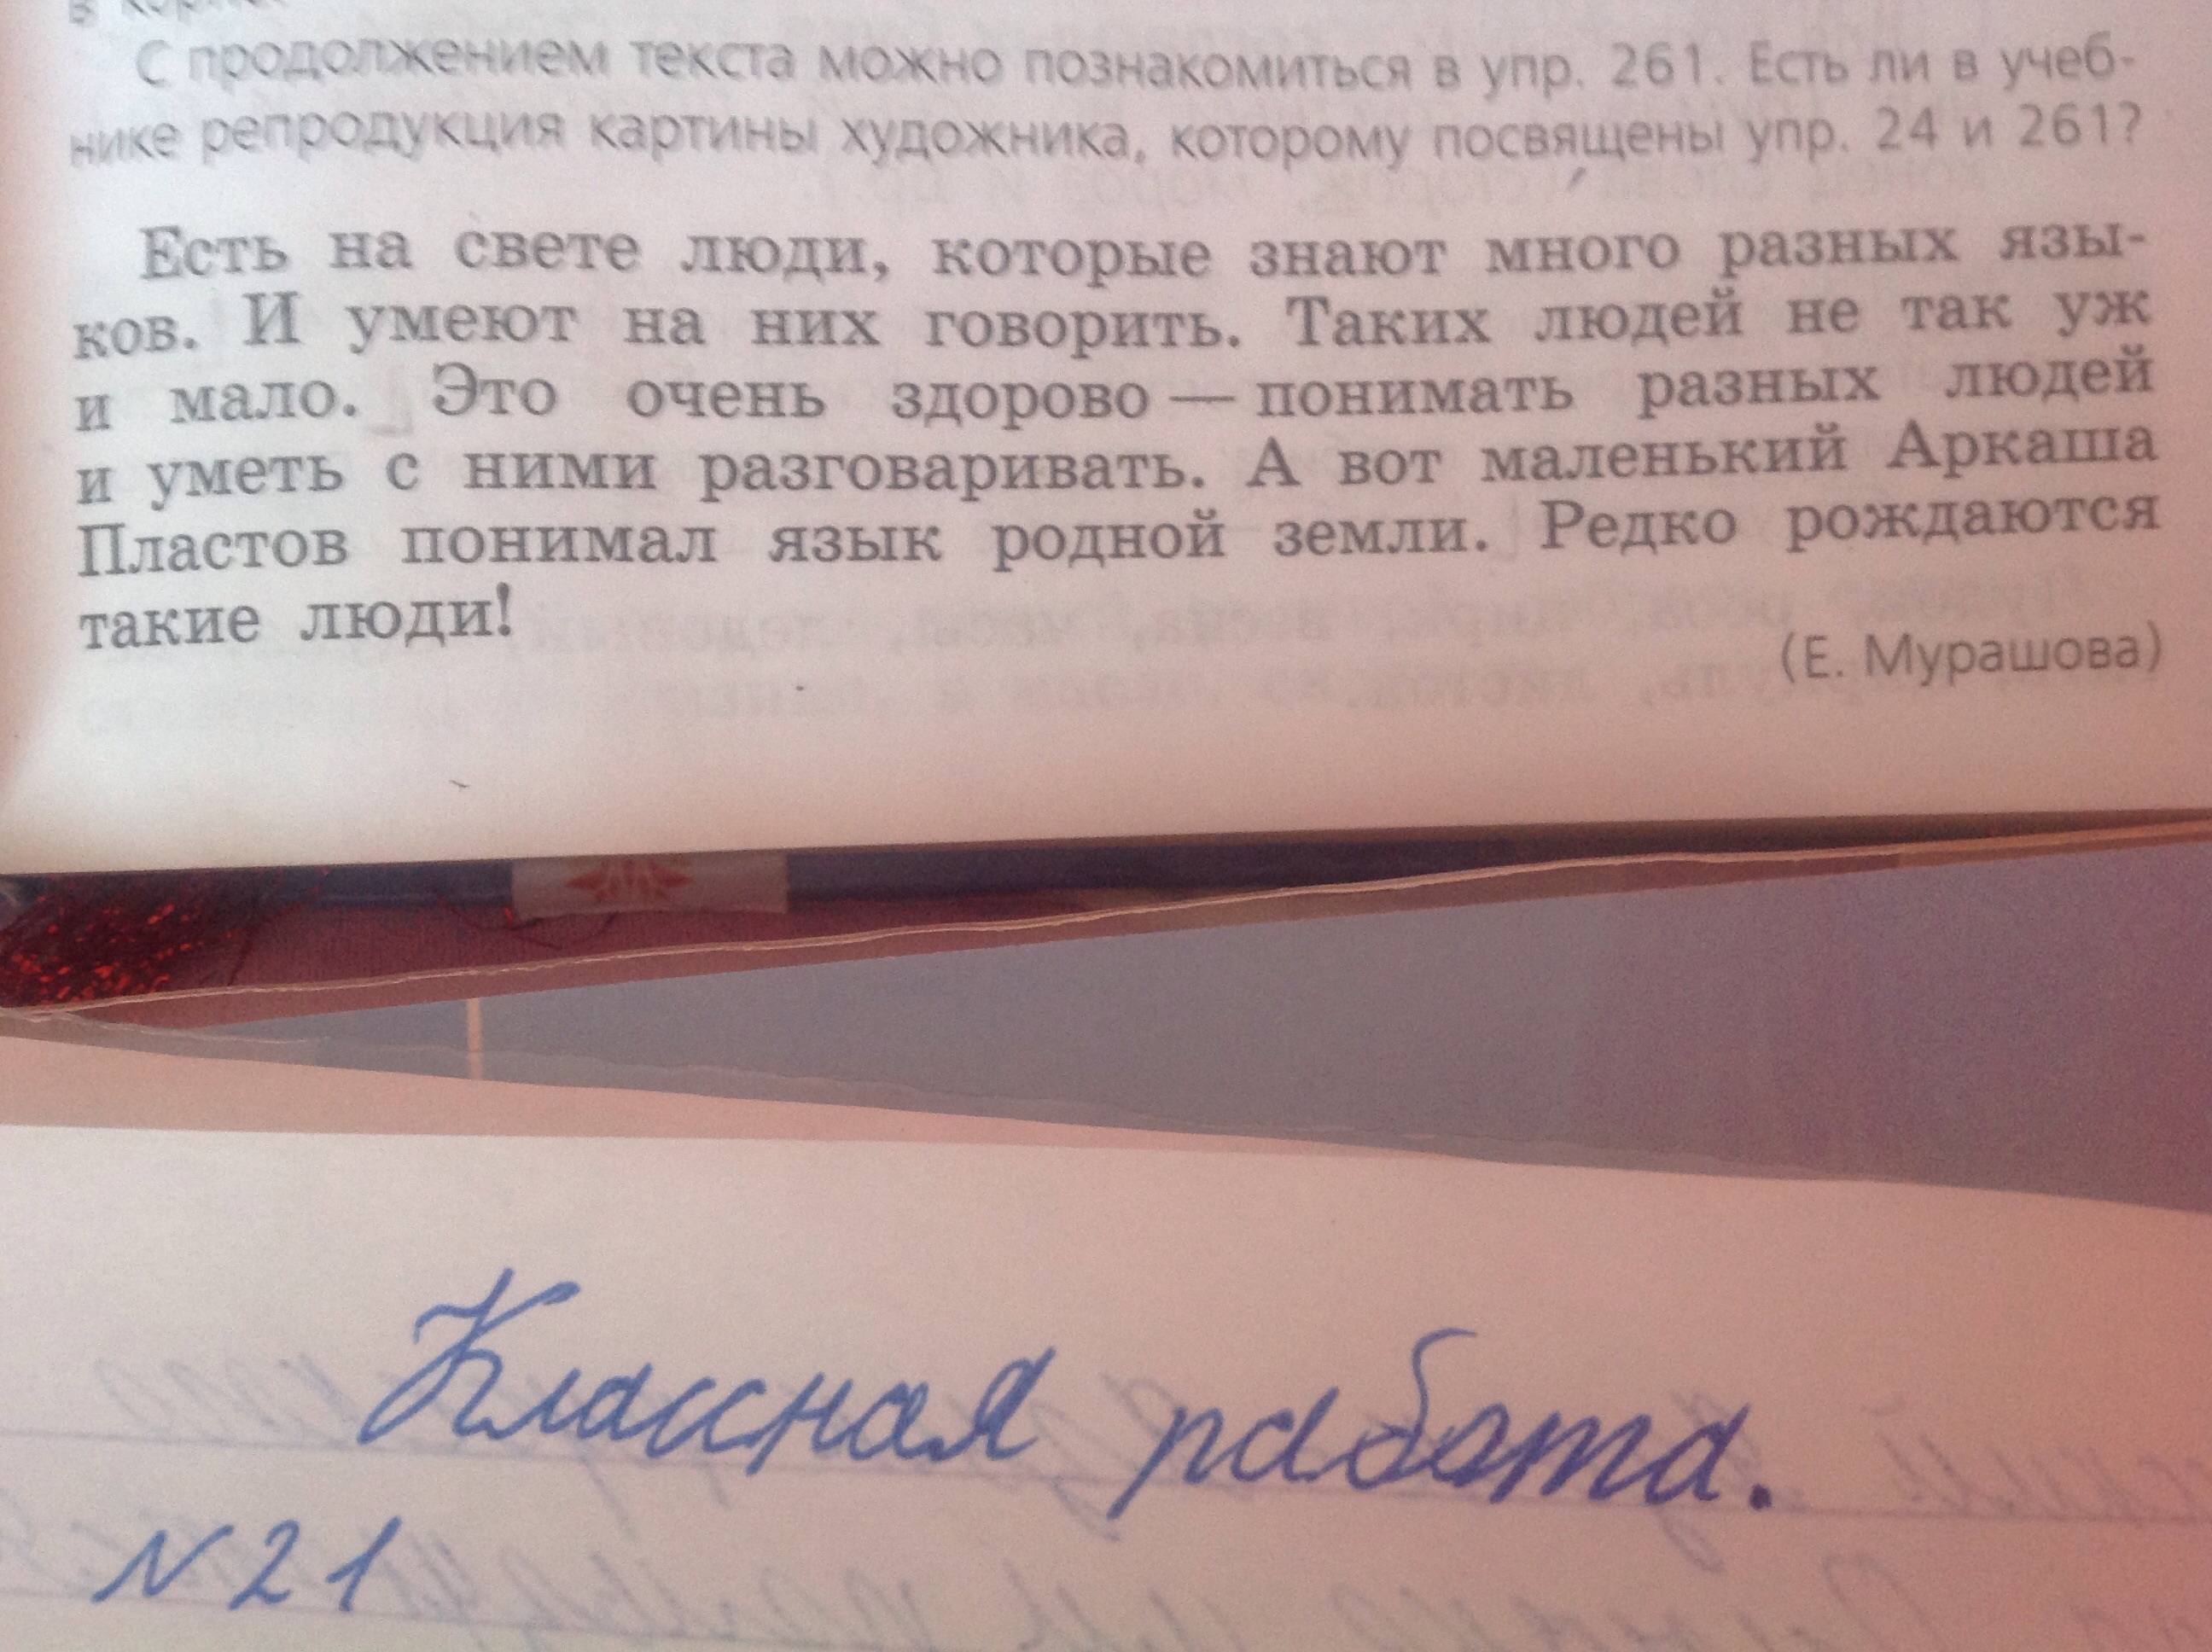 С продолжением текста можно познакомиться в упр. 261. Есть ли в учеб-
нике репродукция картины художника, которому посвящены упр. 24 и 261?
Есть на свете люди, которые знают много разных язы-
ков. И умеют на них говорить. Таких людей не так уж
и мало. Это очень здорово — понимать разных людей
и уметь с ними разговаривать. А вот маленький Аркаша
Пластов понимал язык родной земли. Редко рождаются
такие люди!
(Е. Мурашова)
Классная работа.
N21